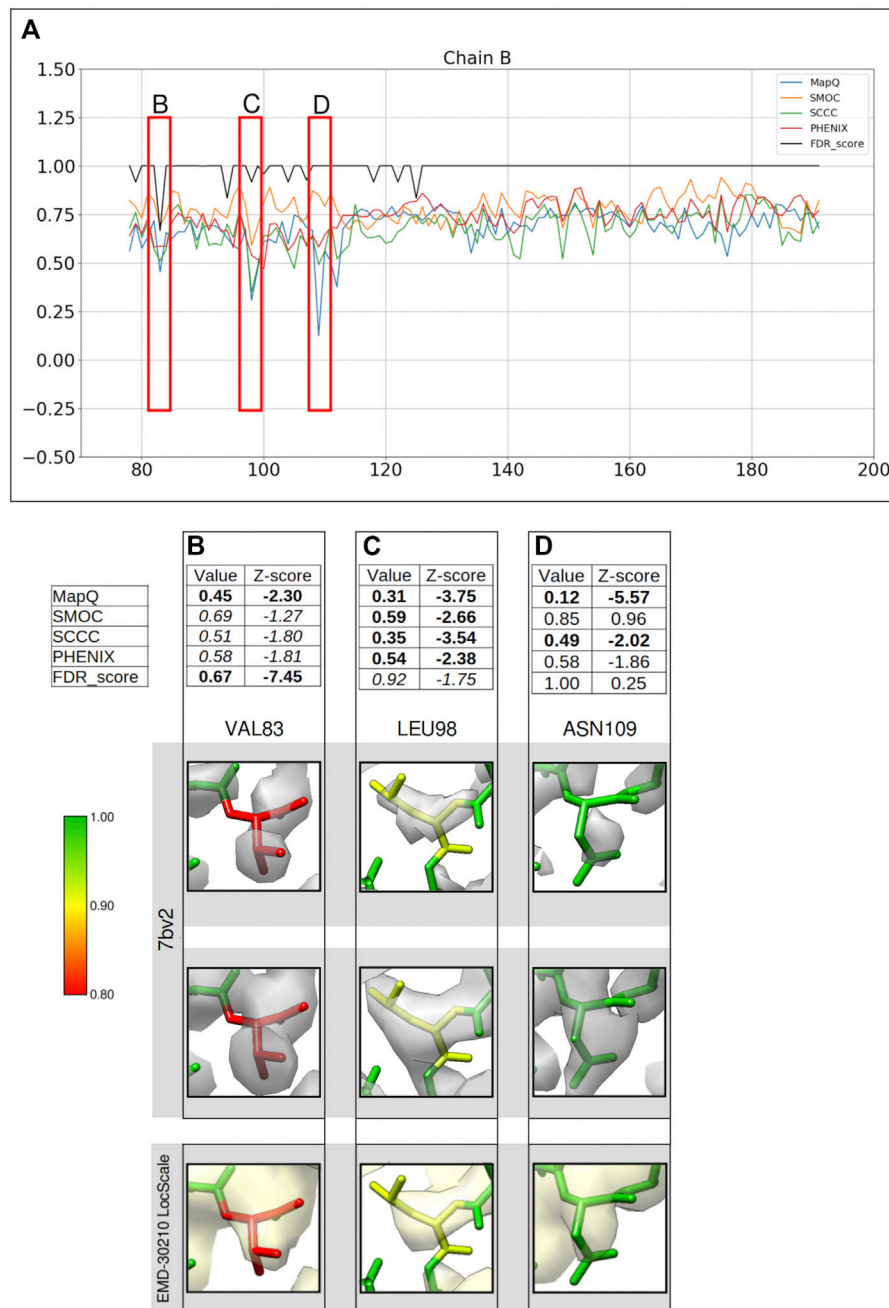 A
Chain B
1.50
1.25
1.00
0.75
0.50
0.25
0.00
−0.25
−0.50
B
C
D
MapQ
SMOC
SCCC
PHENIX
FDR_score
80
100
120
140
160
180
200
B
C
D
Value Z-score
Value Z-score
Value Z-score
MapQ 0.45 -2.30 0.31 -3.75 0.12 -5.57
SMOC 0.69 -1.27 0.59 -2.66 0.85 0.96
SCCC 0.51 -1.80 0.35 -3.54 0.49 -2.02
PHENIX 0.58 -1.81 0.54 -2.38 0.58 -1.86
FDR_score 0.67 -7.45 0.92 -1.75 1.00 0.25
VAL83
LEU98
ASN109
1.00
0.90
0.80
7bv2
EMD-30210 LocScale